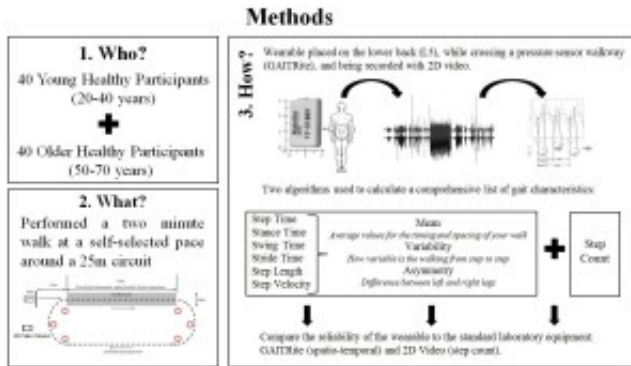 Methods
1. Who?
40 Young Healthy Participants
(20-40 years)
40 Older Healthy Participants
(50-70 years)
2. What?
Performed a two minute
walk at a self-selected pace
around a 25m circuit
3. How?
Wearable placed on the lower back (L5), while crossing a pressure sensor walkway
(GAITRite), and being recorded with 2D video.
Two algorithms used to calculate a comprehensive list of gait characteristics:
Step Time
Stance Time
Swing Time
Stride Time
Step Length
Step Velocity
Mean
Average values for the timing and spacing of your walk
Variability
How variable is the walking from step to step
Asymmetry
Difference between left and right legs
Step
Count
Compare the reliability of the wearable to the standard laboratory equipment
GAITRite (spatio-temporal) and 2D Video (step count).